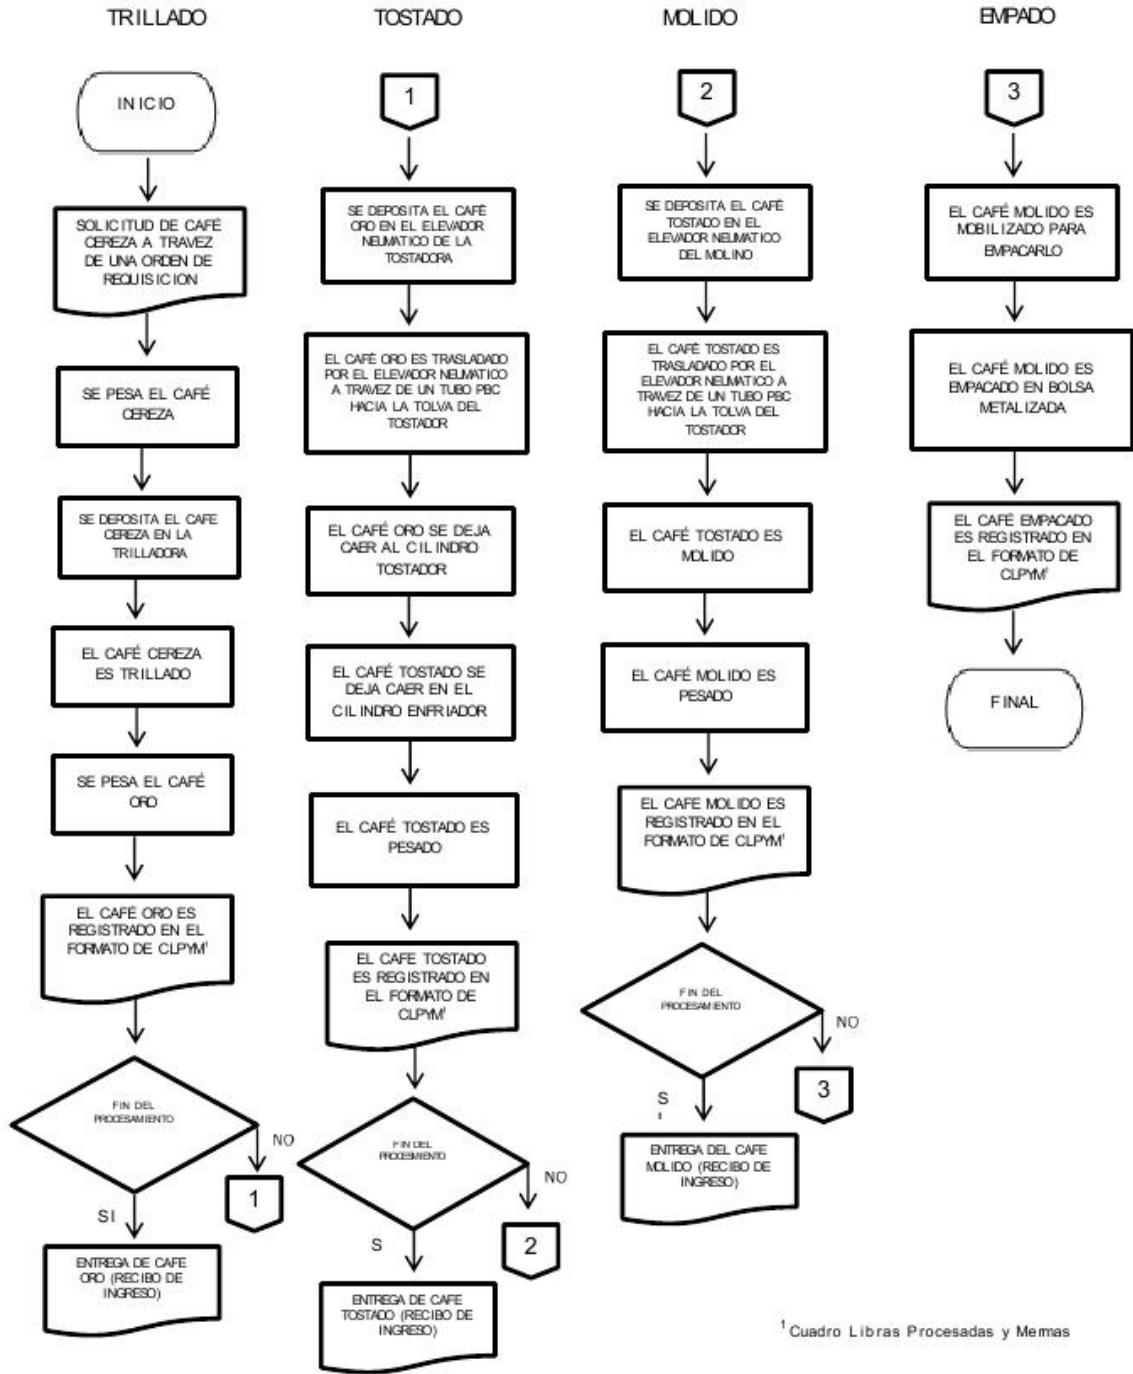 TRILLADO
INICIO
SOLICITUD DE CAFÉ
CEREZA A TRAVEZ
DE UNA ORDEN DE
REQUISICION
SE PESA EL CAFÉ
CEREZA
SE DEPOSITA EL CAFE
CEREZA EN LA
TRILLADORA
EL CAFÉ CEREZA
ES TRILLADO
SE PESA EL CAFÉ
ORO
EL CAFÉ ORO ES
REGISTRADO EN EL
FORMATO DE CLPYM¹
FIN DEL
PROCESAMIENTO
NO
1
SI
ENTREGA DE CAFE
ORO (RECIBO DE
INGRESO)
TOSTADO
1
SE DEPOSITA EL CAFÉ
ORO EN EL ELEVADOR
NEUMATICO DE LA
TOSTADORA
EL CAFÉ ORO ES TRASLADADO
POR EL ELEVADOR NEUMATICO
A TRAVEZ DE UN TUBO PBC
HACIA LA TOLVA DEL
TOSTADOR
EL CAFÉ ORO SE DEJA
CAER AL CILINDRO
TOSTADOR
EL CAFÉ TOSTADO SE
DEJA CAER EN EL
CILINDRO ENFRIADOR
EL CAFÉ TOSTADO ES
PESADO
EL CAFE TOSTADO
ES REGISTRADO EN
EL FORMATO DE
CLPYM¹
FIN DEL
PROCESMIENTO
NO
2
S
ENTREGA DE CAFE
TOSTADO (RECIBO DE
INGRESO)
MOLIDO
2
SE DEPOSITA EL CAFÉ
TOSTADO EN EL
ELEVADOR NEUMATICO
DEL MOLINO
EL CAFÉ TOSTADO ES
TRASLADADO POR EL
ELEVADOR NEUMATICO A
TRAVEZ DE UN TUBO PBC
HACIA LA TOLVA DEL
TOSTADOR
EL CAFÉ TOSTADO ES
MOLIDO
EL CAFÉ MOLIDO ES
PESADO
EL CAFE MOLIDO ES
REGISTRADO EN EL
FORMATO DE CLPYM¹
FIN DEL
PROCESAMIENTO
NO
3
S
I
ENTREGA DEL CAFE
MOLIDO (RECIBO DE
INGRESO)
EMPADO
3
EL CAFÉ MOLIDO ES
MOBILIZADO PARA
EMPACARLO
EL CAFÉ MOLIDO ES
EMPACADO EN BOLSA
METALIZADA
EL CAFÉ EMPACADO
ES REGISTRADO EN
EL FORMATO DE
CLPYM¹
FINAL
¹ Cuadro Libras Procesadas y Mermas